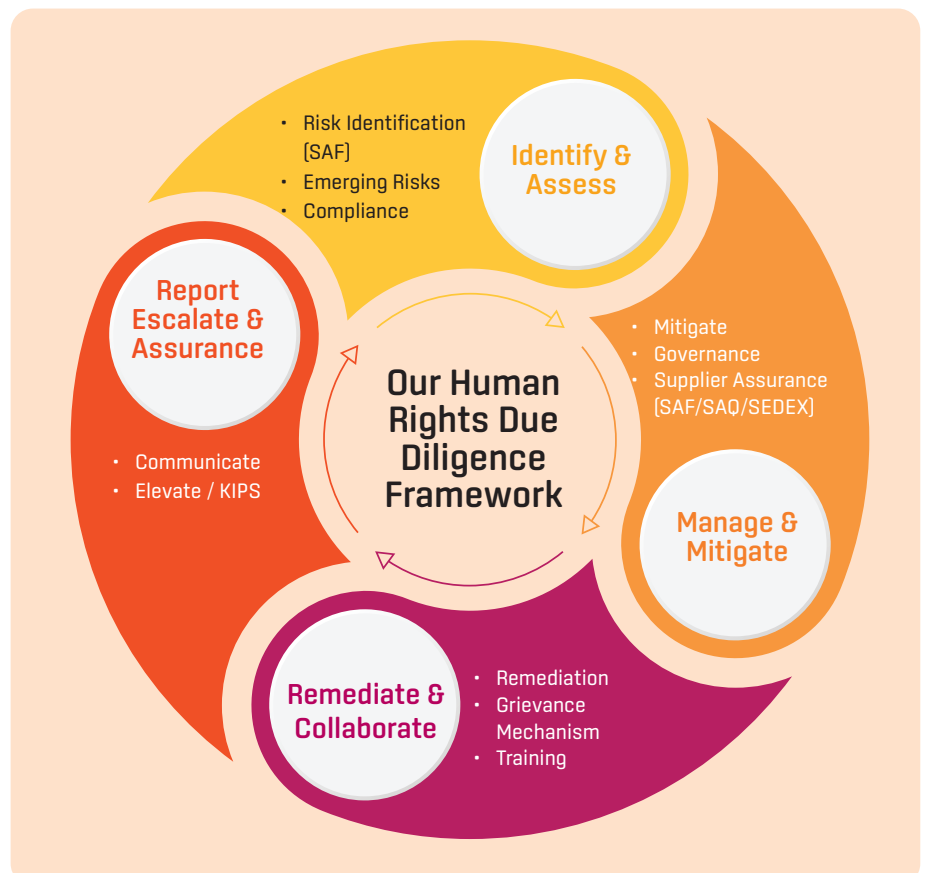 Our Human
Rights Due
Diligence
Framework
Identify &
Assess
• Risk Identification
(SAF)
• Emerging Risks
• Compliance
Manage &
Mitigate
• Mitigate
• Governance
• Supplier Assurance
(SAF/SAQ/SEDEX)
Remediate &
Collaborate
• Remediation
• Grievance
Mechanism
• Training
Report
Escalate &
Assurance
• Communicate
• Elevate / KIPS